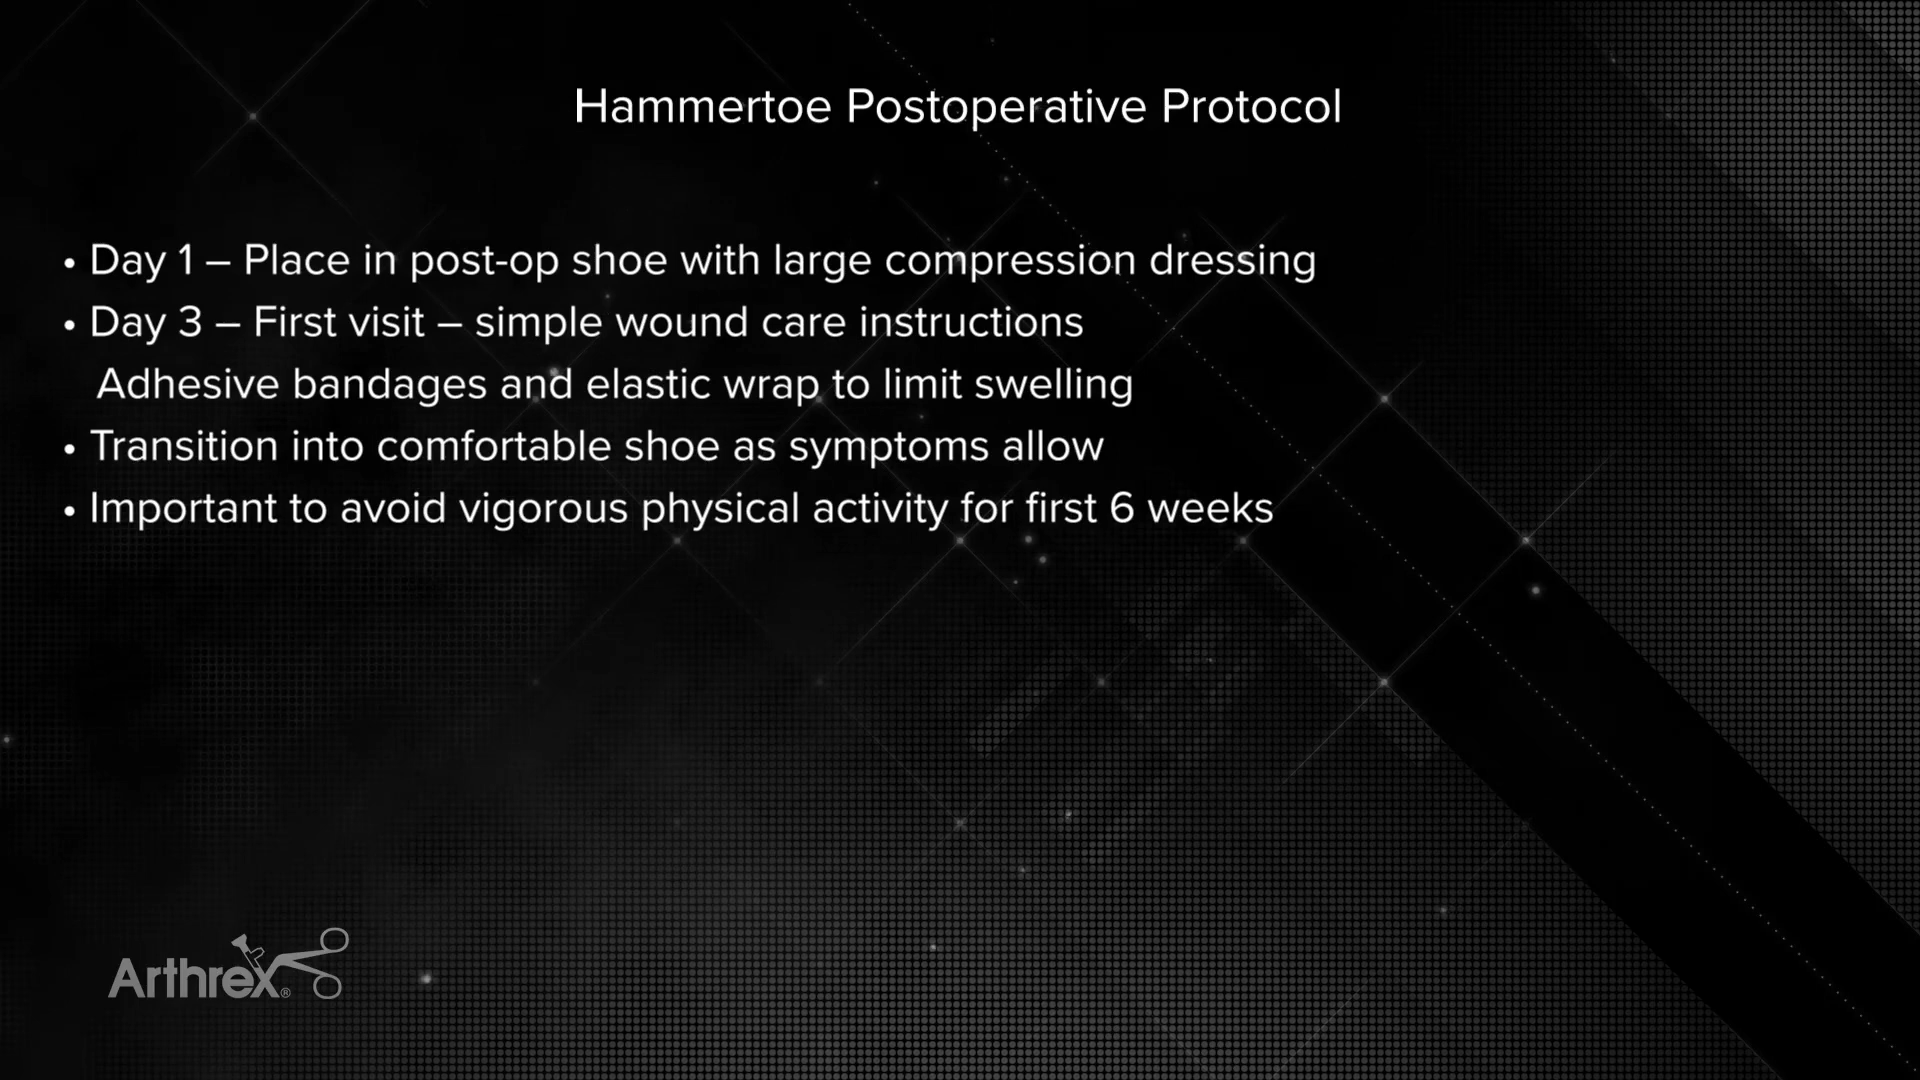 Hammertoe Postoperative Protocol
• Day 1 – Place in post-op shoe with large compression dressing
• Day 3 – First visit – simple wound care instructions
Adhesive bandages and elastic wrap to limit swelling
• Transition into comfortable shoe as symptoms allow
• Important to avoid vigorous physical activity for first 6 weeks
Arthrex®